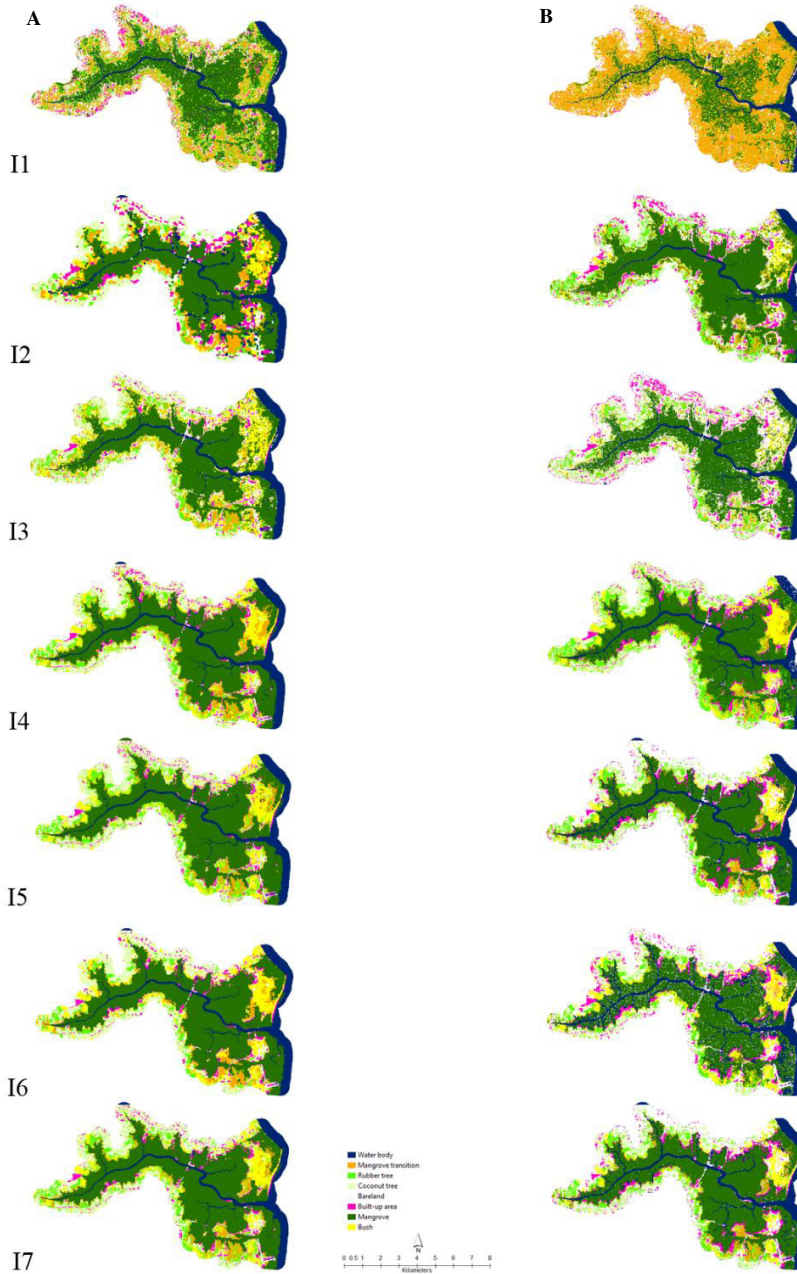 A B
I1
I2
I3
I4
I5
I6
I7
Water body
Mangrove transition
Rubber tree
Coconut tree
Bareland
Built-up area
Mangrove
Bush
N
0 0.5 1 2 3 4 5 6 7 8
Kilometers